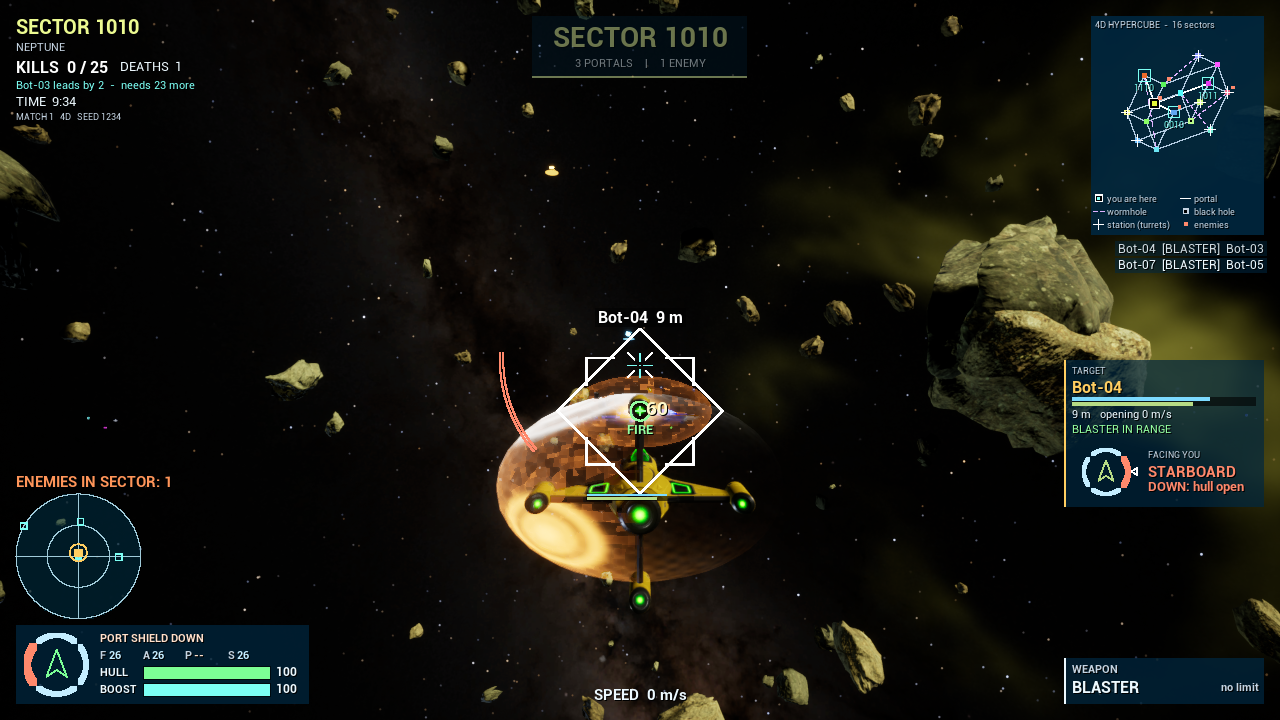 SECTOR 1010
NEPTUNE
KILLS 0 / 25 DEATHS 1
Bot-03 leads by 2 - needs 23 more
TIME 9:34
MATCH 1 4D SEED 1234
SECTOR 1010
3 PORTALS | 1 ENEMY
4D HYPERCUBE - 16 sectors
0010
you are here
portal
wormhole
black hole
station (turrets)
enemies
Bot-04 [BLASTER] Bot-03
Bot-07 [BLASTER] Bot-05
Bot-04 9 m
60
FIRE
TARGET
Bot-04
9 m opening 0 m/s
BLASTER IN RANGE
FACING YOU
STARBOARD
DOWN: hull open
ENEMIES IN SECTOR: 1
PORT SHIELD DOWN
F 26 A 26 P -- S 26
HULL 100
BOOST 100
SPEED 0 m/s
WEAPON
BLASTER no limit